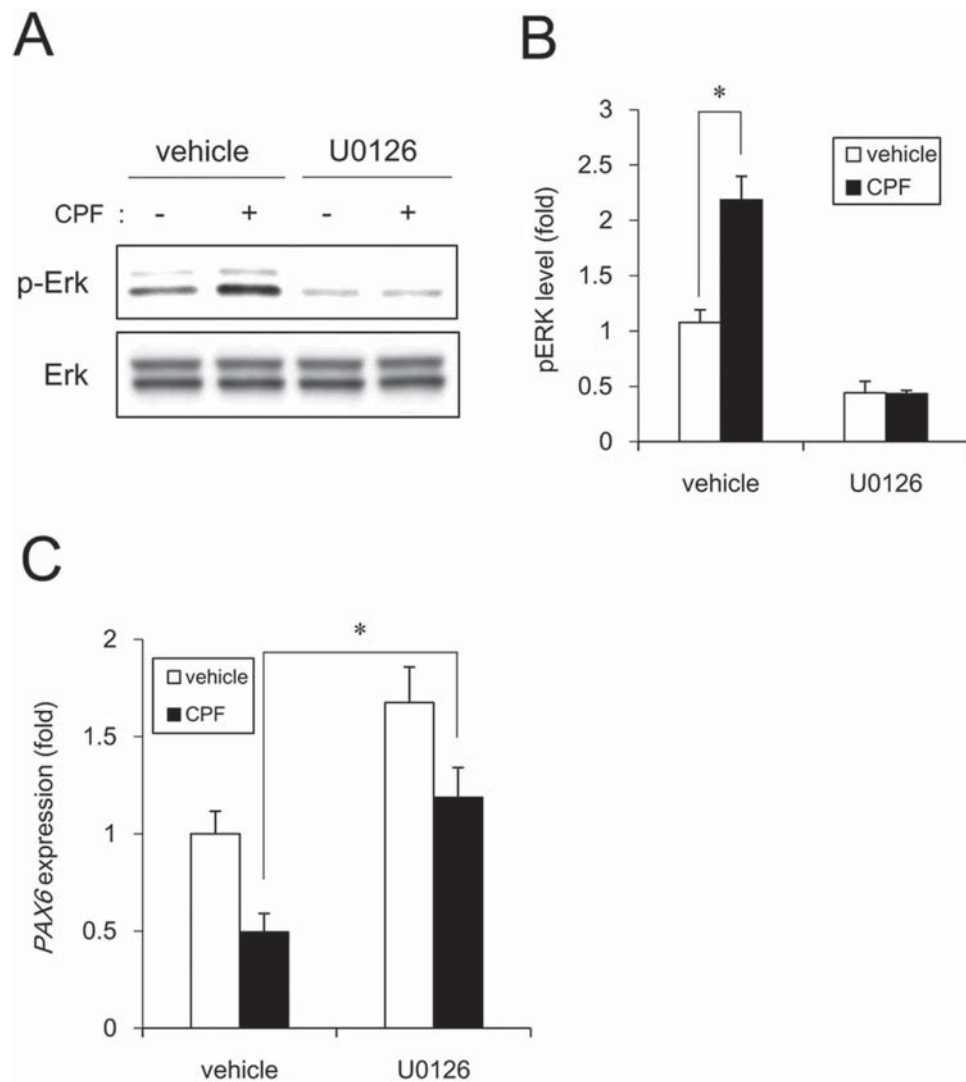 A
vehicle U0126
CPF : - + - +
p-Erk
Erk
B
*
3
2.5
2
1.5
1
0.5
0
pERK level (fold)
vehicle
CPF
vehicle U0126
C
*
2
1.5
1
0.5
0
PAX6 expression (fold)
vehicle
CPF
vehicle U0126